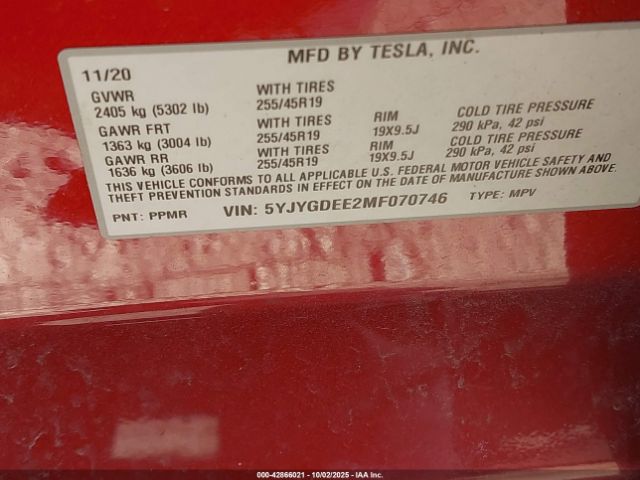 MFD BY TESLA, INC.
11/20
GVWR WITH TIRES
2405 kg (5302 lb) 255/45R19
GAWR FRT WITH TIRES RIM COLD TIRE PRESSURE
1363 kg (3004 lb) 255/45R19 19X9.5J 290 kPa, 42 psi
GAWR RR WITH TIRES RIM COLD TIRE PRESSURE
1636 kg (3606 lb) 255/45R19 19X9.5J 290 kPa, 42 psi
THIS VEHICLE CONFORMS TO ALL APPLICABLE U.S. FEDERAL MOTOR VEHICLE SAFETY AND
THEFT PREVENTION STANDARDS IN EFFECT ON THE DATE OF MANUFACTURE SHOWN ABOVE.
PNT: PPMR VIN: 5YJYGDEE2MF070746 TYPE: MPV
000-42866021 - 10/02/2025 - IAA Inc.